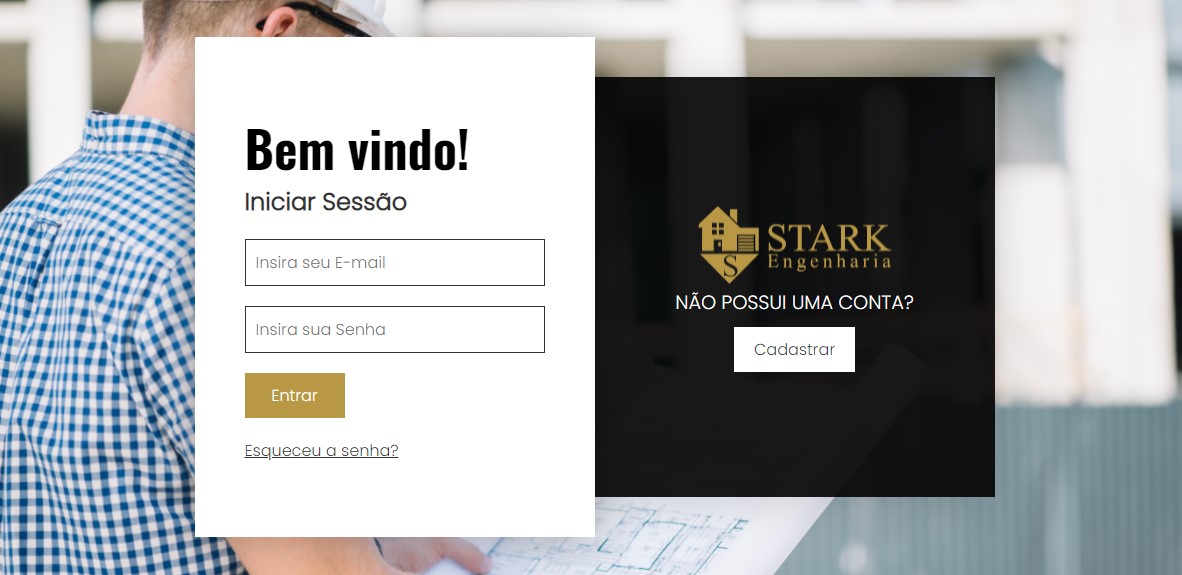 Bem vindo!
Iniciar Sessão
Insira seu E-mail
Insira sua Senha
Entrar
Esqueceu a senha?
S
STARK
Engenharia
NÃO POSSUI UMA CONTA?
Cadastrar